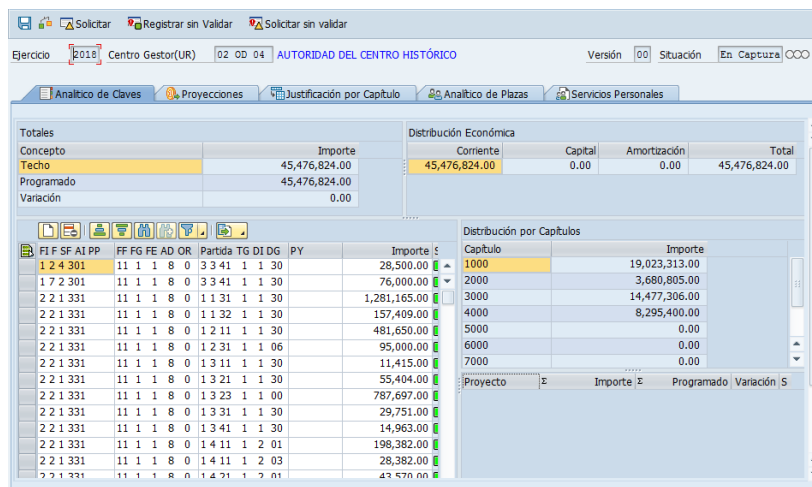 Solicitar Registrar sin Validar Solicitar sin validar
Ejercicio 2018 Centro Gestor(UR) 02 OD 04 AUTORIDAD DEL CENTRO HISTÓRICO Versión 00 Situación En Captura
Analítico de Claves Proyecciones Justificación por Capítulo Analítico de Plazas Servicios Personales
Totales
Concepto Importe
Techo 45,476,824.00
Programado 45,476,824.00
Variación 0.00
Distribución Económica
Corriente Capital Amortización Total
45,476,824.00 0.00 0.00 45,476,824.00
FI F SF AI PP FF FG FE AD OR Partida TG DI DG PY Importe S
1 2 4 301 11 1 1 8 0 3 3 41 1 1 30 28,500.00
1 7 2 301 11 1 1 8 0 3 3 41 1 1 30 76,000.00
2 2 1 331 11 1 1 8 0 1 1 31 1 1 30 1,281,165.00
2 2 1 331 11 1 1 8 0 1 1 32 1 1 30 157,409.00
2 2 1 331 11 1 1 8 0 1 2 11 1 1 30 481,650.00
2 2 1 331 11 1 1 8 0 1 2 31 1 1 06 95,000.00
2 2 1 331 11 1 1 8 0 1 3 11 1 1 30 11,415.00
2 2 1 331 11 1 1 8 0 1 3 21 1 1 30 55,404.00
2 2 1 331 11 1 1 8 0 1 3 23 1 1 00 787,697.00
2 2 1 331 11 1 1 8 0 1 3 31 1 1 30 29,751.00
2 2 1 331 11 1 1 8 0 1 3 41 1 1 30 14,963.00
2 2 1 331 11 1 1 8 0 1 4 11 1 2 01 198,382.00
2 2 1 331 11 1 1 8 0 1 4 11 1 2 03 28,382.00
2 2 1 331 11 1 1 8 0 1 4 21 1 2 01 43,570.00
Distribución por Capítulos
Capítulo Importe
1000 19,023,313.00
2000 3,680,805.00
3000 14,477,306.00
4000 8,295,400.00
5000 0.00
6000 0.00
7000 0.00
Proyecto Σ Importe Σ Programado Variación S